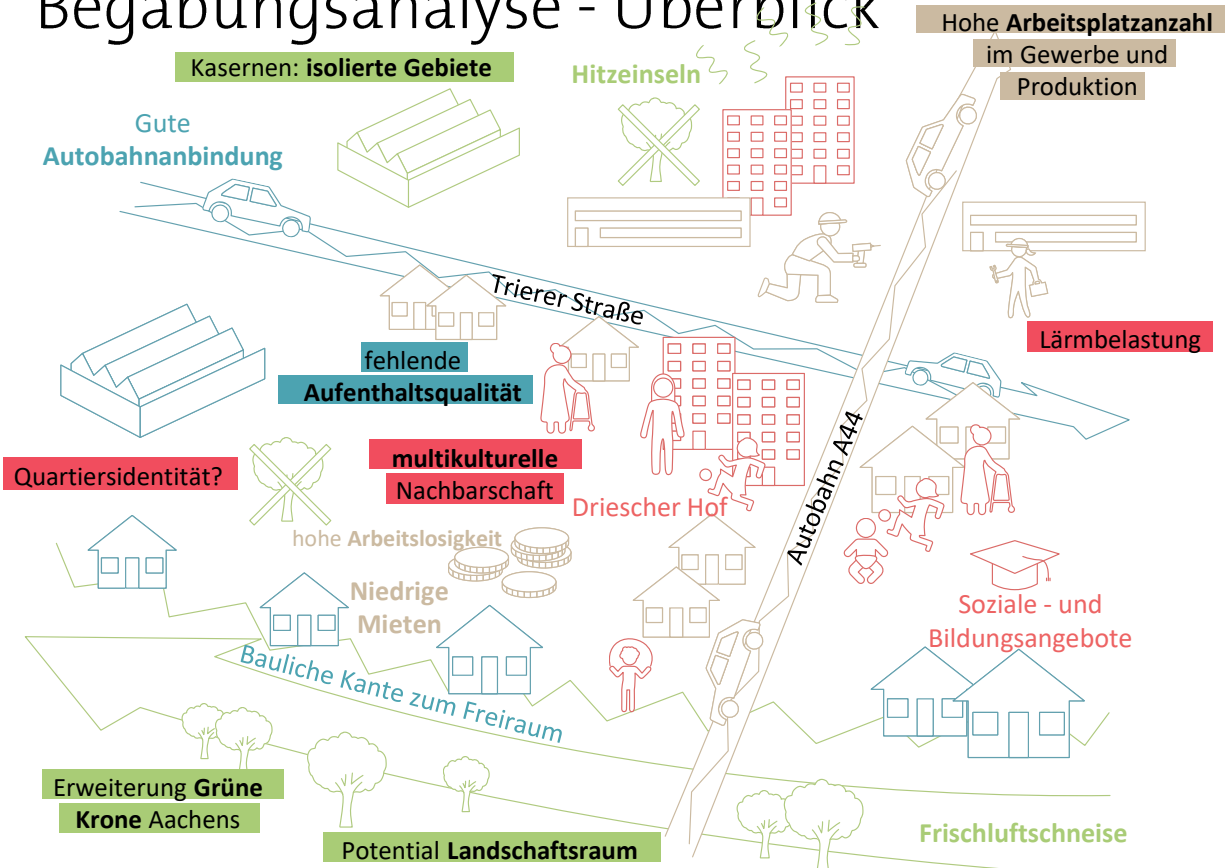 Begabungsanalyse - Überblick
Hohe Arbeitsplatzanzahl
im Gewerbe und
Produktion
Kasernen: isolierte Gebiete
Hitzeinseln
Gute
Autobahnanbindung
Trierer Straße
Lärmbelastung
fehlende
Aufenthaltsqualität
multikulturelle
Nachbarschaft
Quartiersidentität?
Driescher Hof
Autobahn A44
hohe Arbeitslosigkeit
Niedrige
Mieten
Soziale - und
Bildungsangebote
Bauliche Kante zum Freiraum
Erweiterung Grüne
Krone Aachens
Potential Landschaftsraum
Frischluftschneise